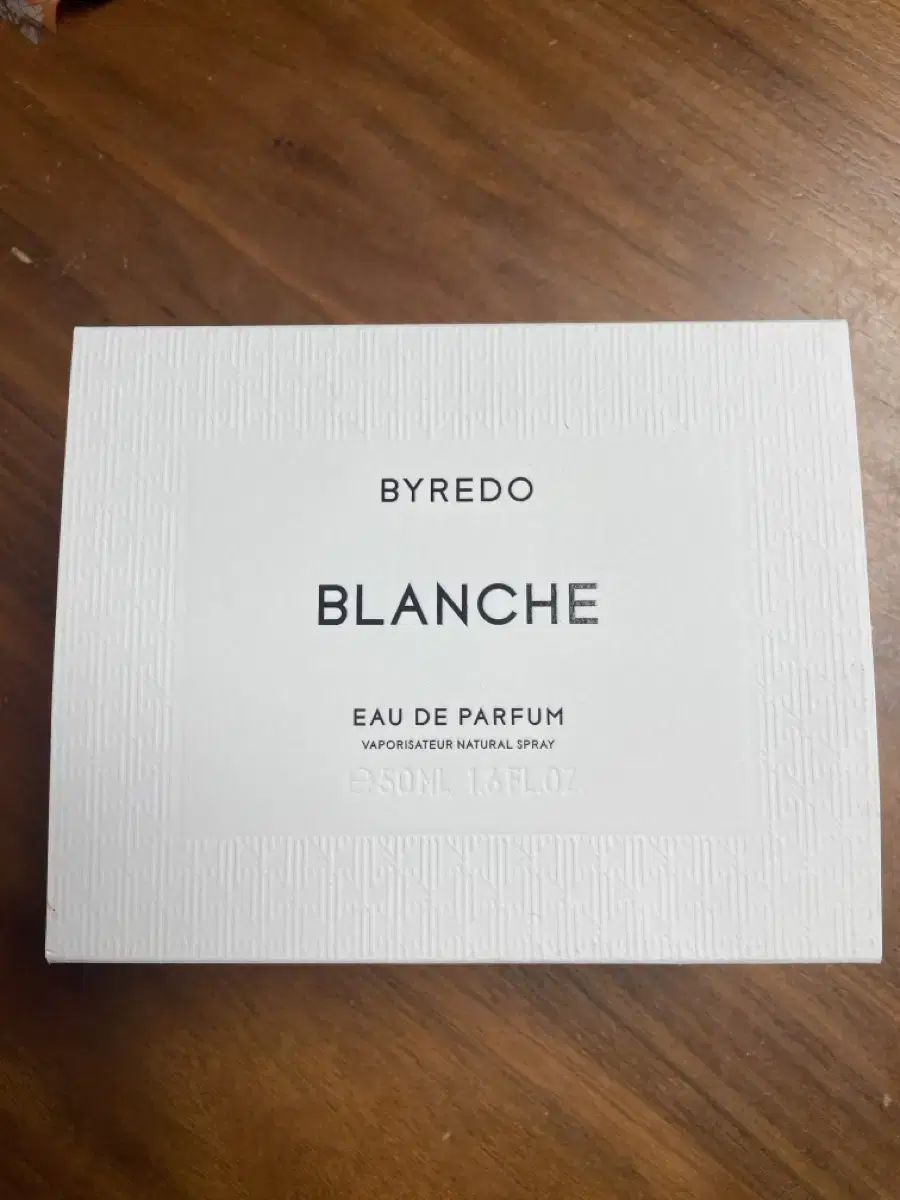 BYREDO
BLANCHE
EAU DE PARFUM
VAPORISATEUR NATURAL SPRAY
℮ 50ML 1.6FL.OZ.